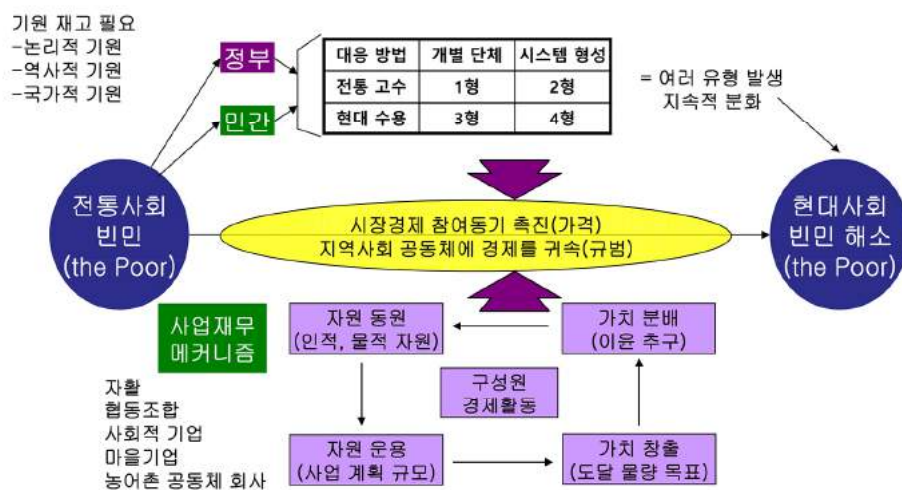 기원 재고 필요
-논리적 기원
-역사적 기원
-국가적 기원
정부
민간
대응 방법 개별 단체 시스템 형성
전통 고수 1형 2형
현대 수용 3형 4형
= 여러 유형 발생
지속적 분화
전통사회
빈민
(the Poor)
시장경제 참여동기 촉진(가격)
지역사회 공동체에 경제를 귀속(규범)
현대사회
빈민 해소
(the Poor)
사업재무
메커니즘
자활
협동조합
사회적 기업
마을기업
농어촌 공동체 회사
자원 동원
(인적, 물적 자원)
가치 분배
(이윤 추구)
구성원
경세활동
자원 운용
(사업 계획 규모)
가치 창출
(도달 물량 목표)